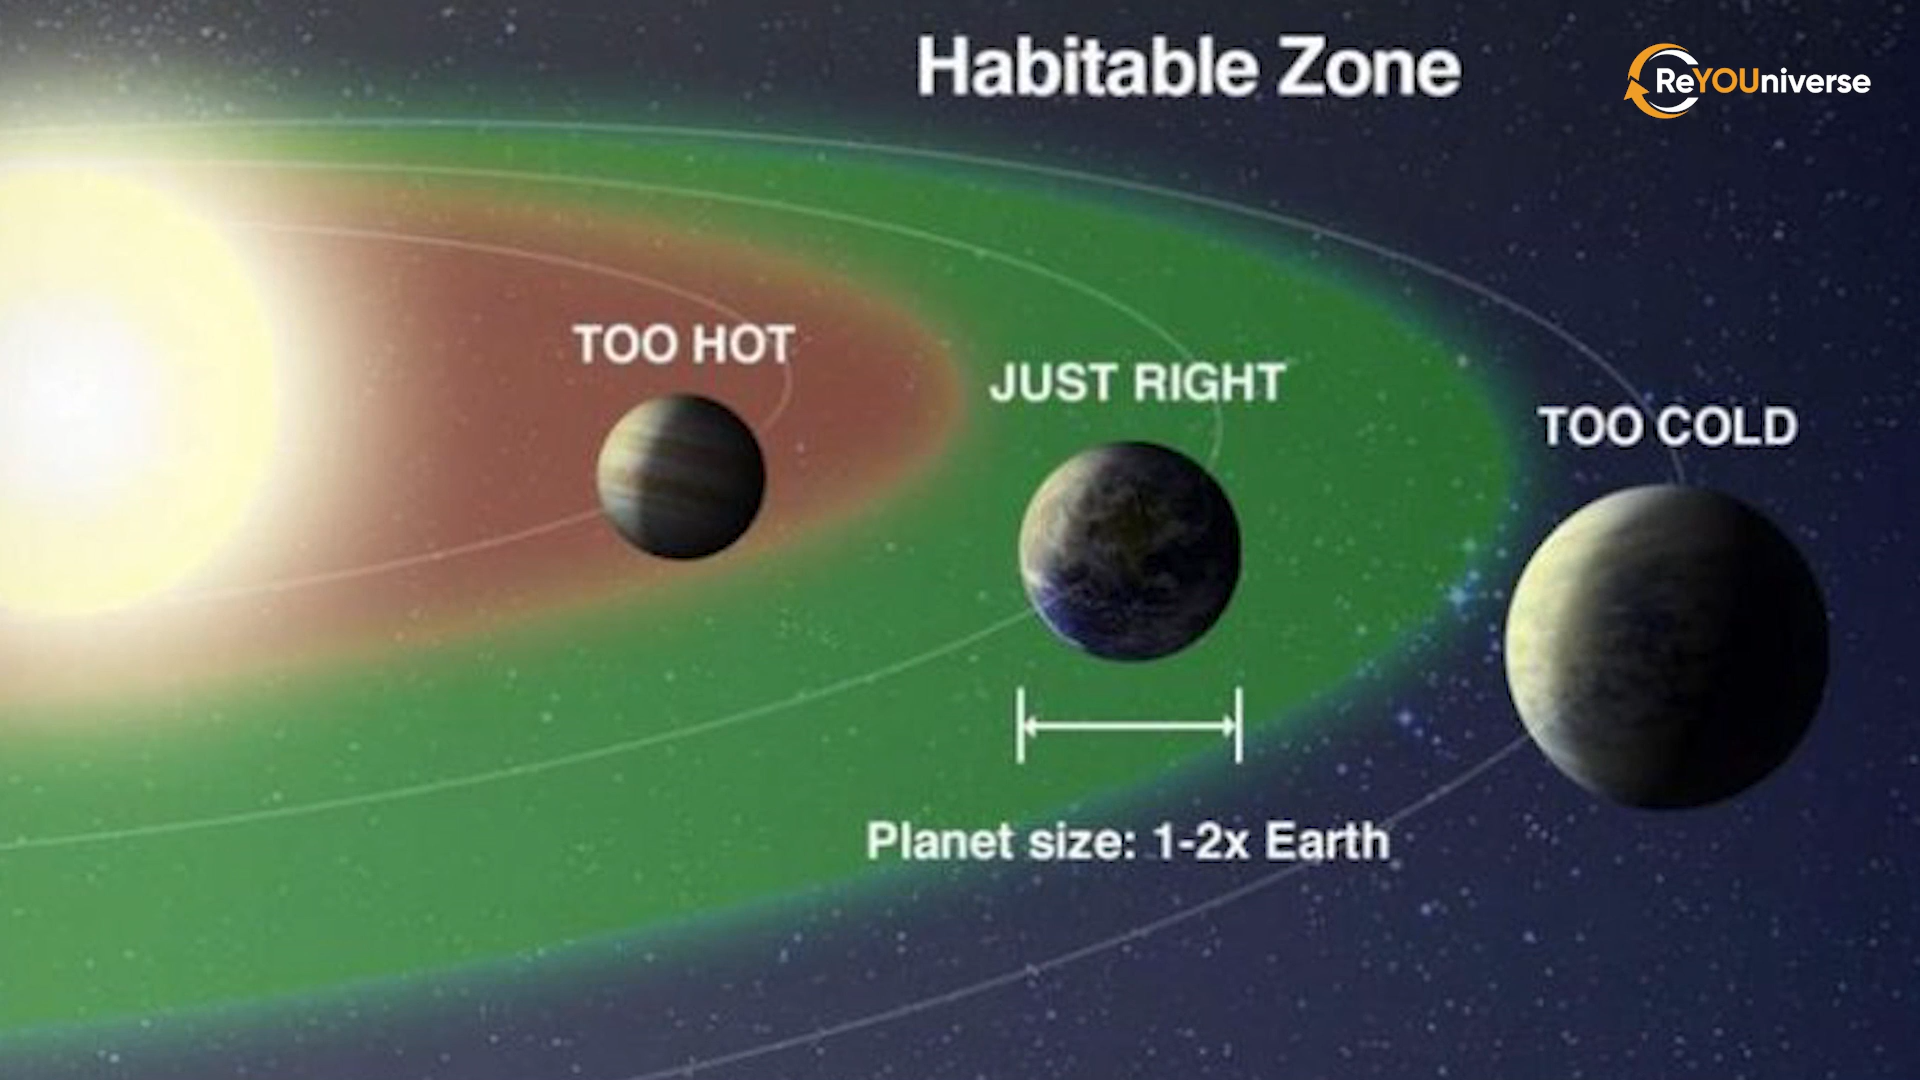 Habitable Zone
ReYOUniverse
TOO HOT
JUST RIGHT
TOO COLD
Planet size: 1-2x Earth